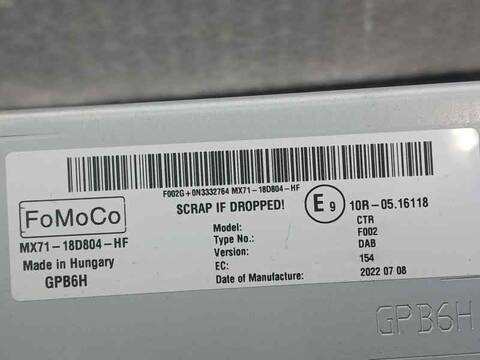 F002G+0N3332764 MX71-18D804-HF
FoMoCo
SCRAP IF DROPPED!
E9
10R-05.16118
MX71-18D804-HF
Made in Hungary
GPB6H
Model: CTR
Type No.: F002
Version: DAB
EC: 154
Date of Manufacture: 2022 07 08
GPB6H